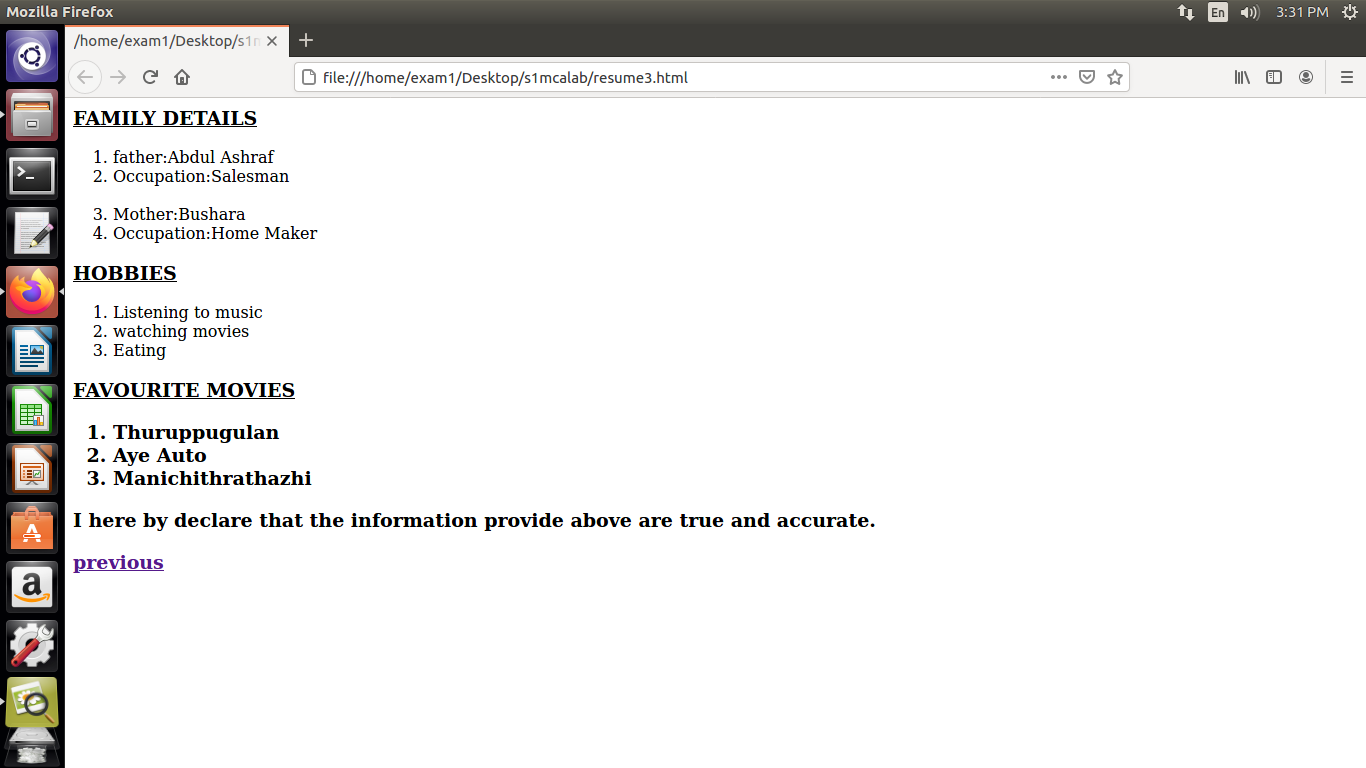 Mozilla Firefox
En
3:31 PM
/home/exam1/Desktop/s1m
file:///home/exam1/Desktop/s1mcalab/resume3.html
FAMILY DETAILS
1. father:Abdul Ashraf
2. Occupation:Salesman
3. Mother:Bushara
4. Occupation:Home Maker
HOBBIES
1. Listening to music
2. watching movies
3. Eating
FAVOURITE MOVIES
1. Thuruppugulan
2. Aye Auto
3. Manichithrathazhi
I here by declare that the information provide above are true and accurate.
previous